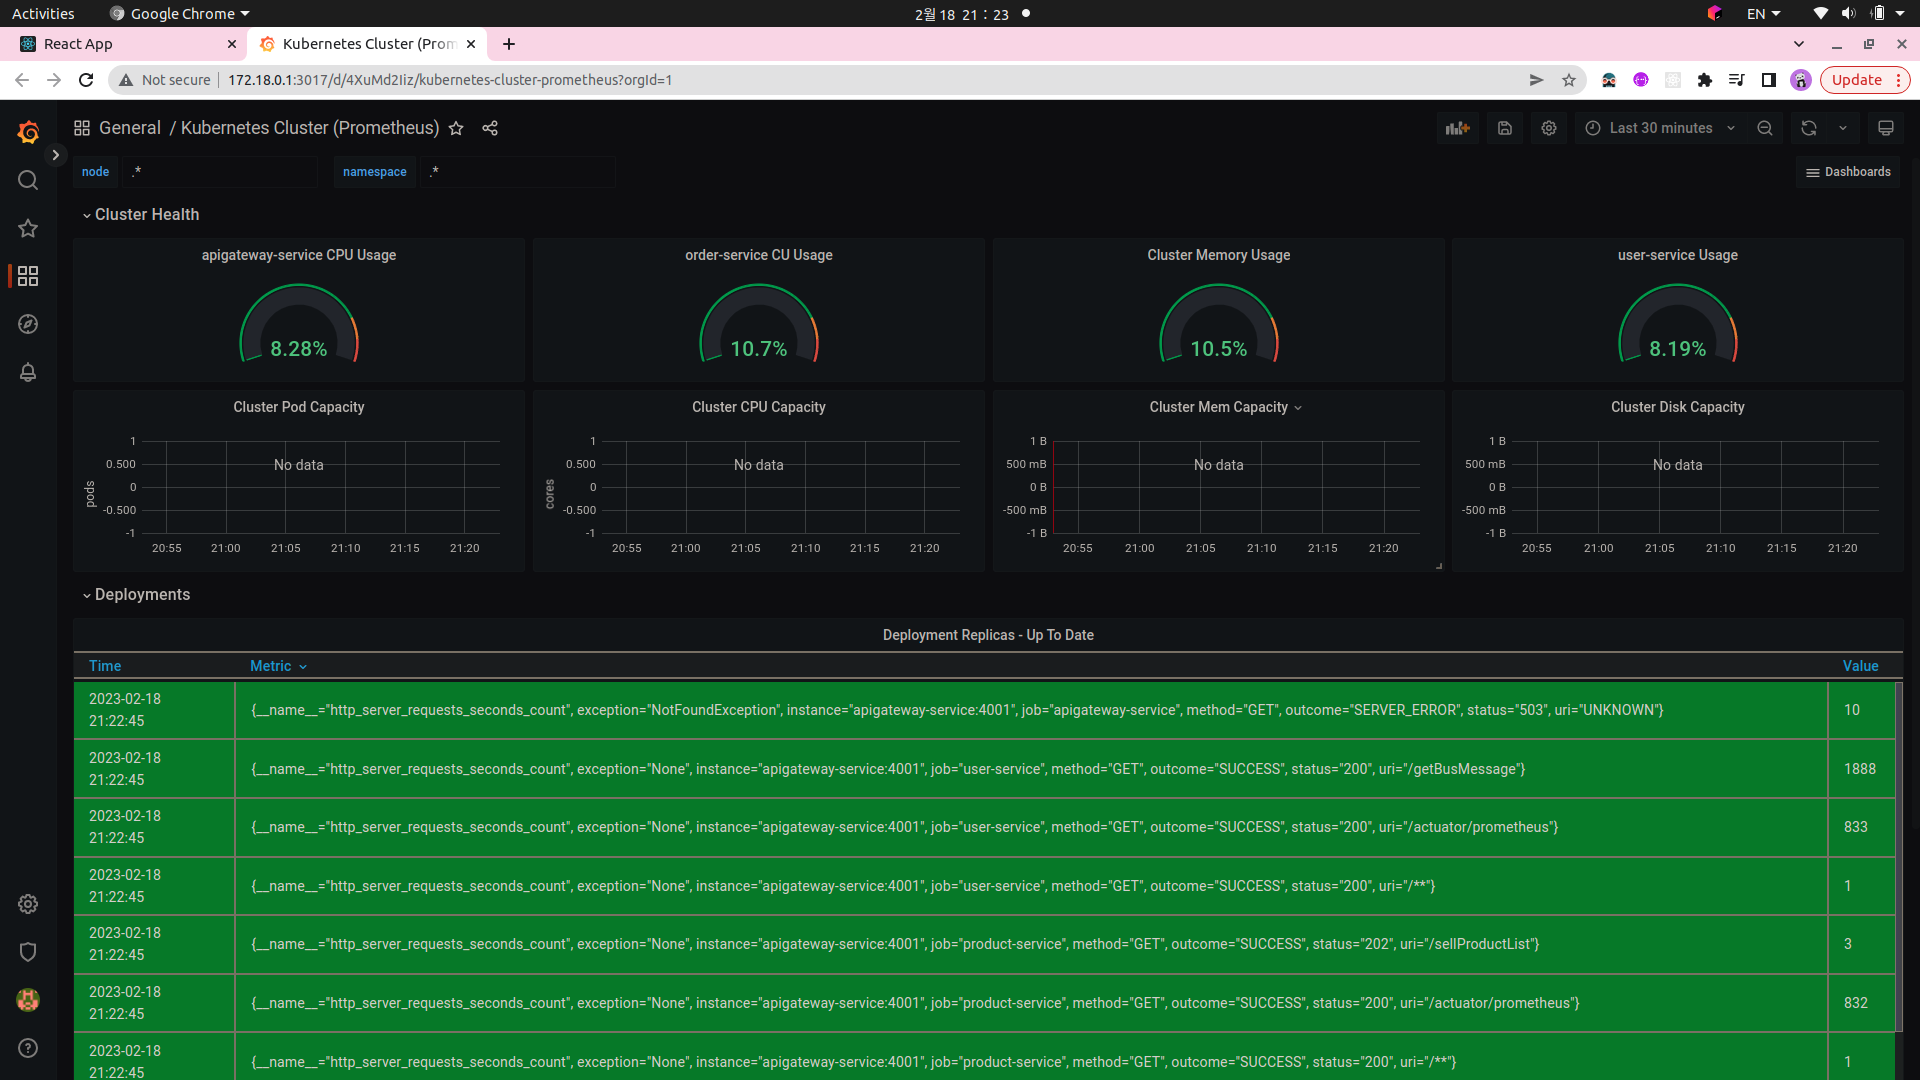 Activities
Google Chrome
2월 18 21 : 23
EN
React App
Kubernetes Cluster (Prom
Not secure
172.18.0.1:3017/d/4XuMd2Iiz/kubernetes-cluster-prometheus?orgId=1
Update
General / Kubernetes Cluster (Prometheus)
Last 30 minutes
node
.*
namespace
.*
Dashboards
Cluster Health
apigateway-service CPU Usage
8.28%
order-service CU Usage
10.7%
Cluster Memory Usage
10.5%
user-service Usage
8.19%
Cluster Pod Capacity
pods
1
0.500
0
-0.500
-1
No data
20:55 21:00 21:05 21:10 21:15 21:20
Cluster CPU Capacity
cores
1
0.500
0
-0.500
-1
No data
20:55 21:00 21:05 21:10 21:15 21:20
Cluster Mem Capacity
1 B
500 mB
0 B
-500 mB
-1 B
No data
20:55 21:00 21:05 21:10 21:15 21:20
Cluster Disk Capacity
1 B
500 mB
0 B
-500 mB
-1 B
No data
20:55 21:00 21:05 21:10 21:15 21:20
Deployments
Deployment Replicas - Up To Date
Time Metric Value
2023-02-18
21:22:45
{__name__="http_server_requests_seconds_count", exception="NotFoundException", instance="apigateway-service:4001", job="apigateway-service", method="GET", outcome="SERVER_ERROR", status="503", uri="UNKNOWN"}
10
2023-02-18
21:22:45
{__name__="http_server_requests_seconds_count", exception="None", instance="apigateway-service:4001", job="user-service", method="GET", outcome="SUCCESS", status="200", uri="/getBusMessage"}
1888
2023-02-18
21:22:45
{__name__="http_server_requests_seconds_count", exception="None", instance="apigateway-service:4001", job="user-service", method="GET", outcome="SUCCESS", status="200", uri="/actuator/prometheus"}
833
2023-02-18
21:22:45
{__name__="http_server_requests_seconds_count", exception="None", instance="apigateway-service:4001", job="user-service", method="GET", outcome="SUCCESS", status="200", uri="/**"}
1
2023-02-18
21:22:45
{__name__="http_server_requests_seconds_count", exception="None", instance="apigateway-service:4001", job="product-service", method="GET", outcome="SUCCESS", status="202", uri="/sellProductList"}
3
2023-02-18
21:22:45
{__name__="http_server_requests_seconds_count", exception="None", instance="apigateway-service:4001", job="product-service", method="GET", outcome="SUCCESS", status="200", uri="/actuator/prometheus"}
832
2023-02-18
21:22:45
{__name__="http_server_requests_seconds_count", exception="None", instance="apigateway-service:4001", job="product-service", method="GET", outcome="SUCCESS", status="200", uri="/**"}
1